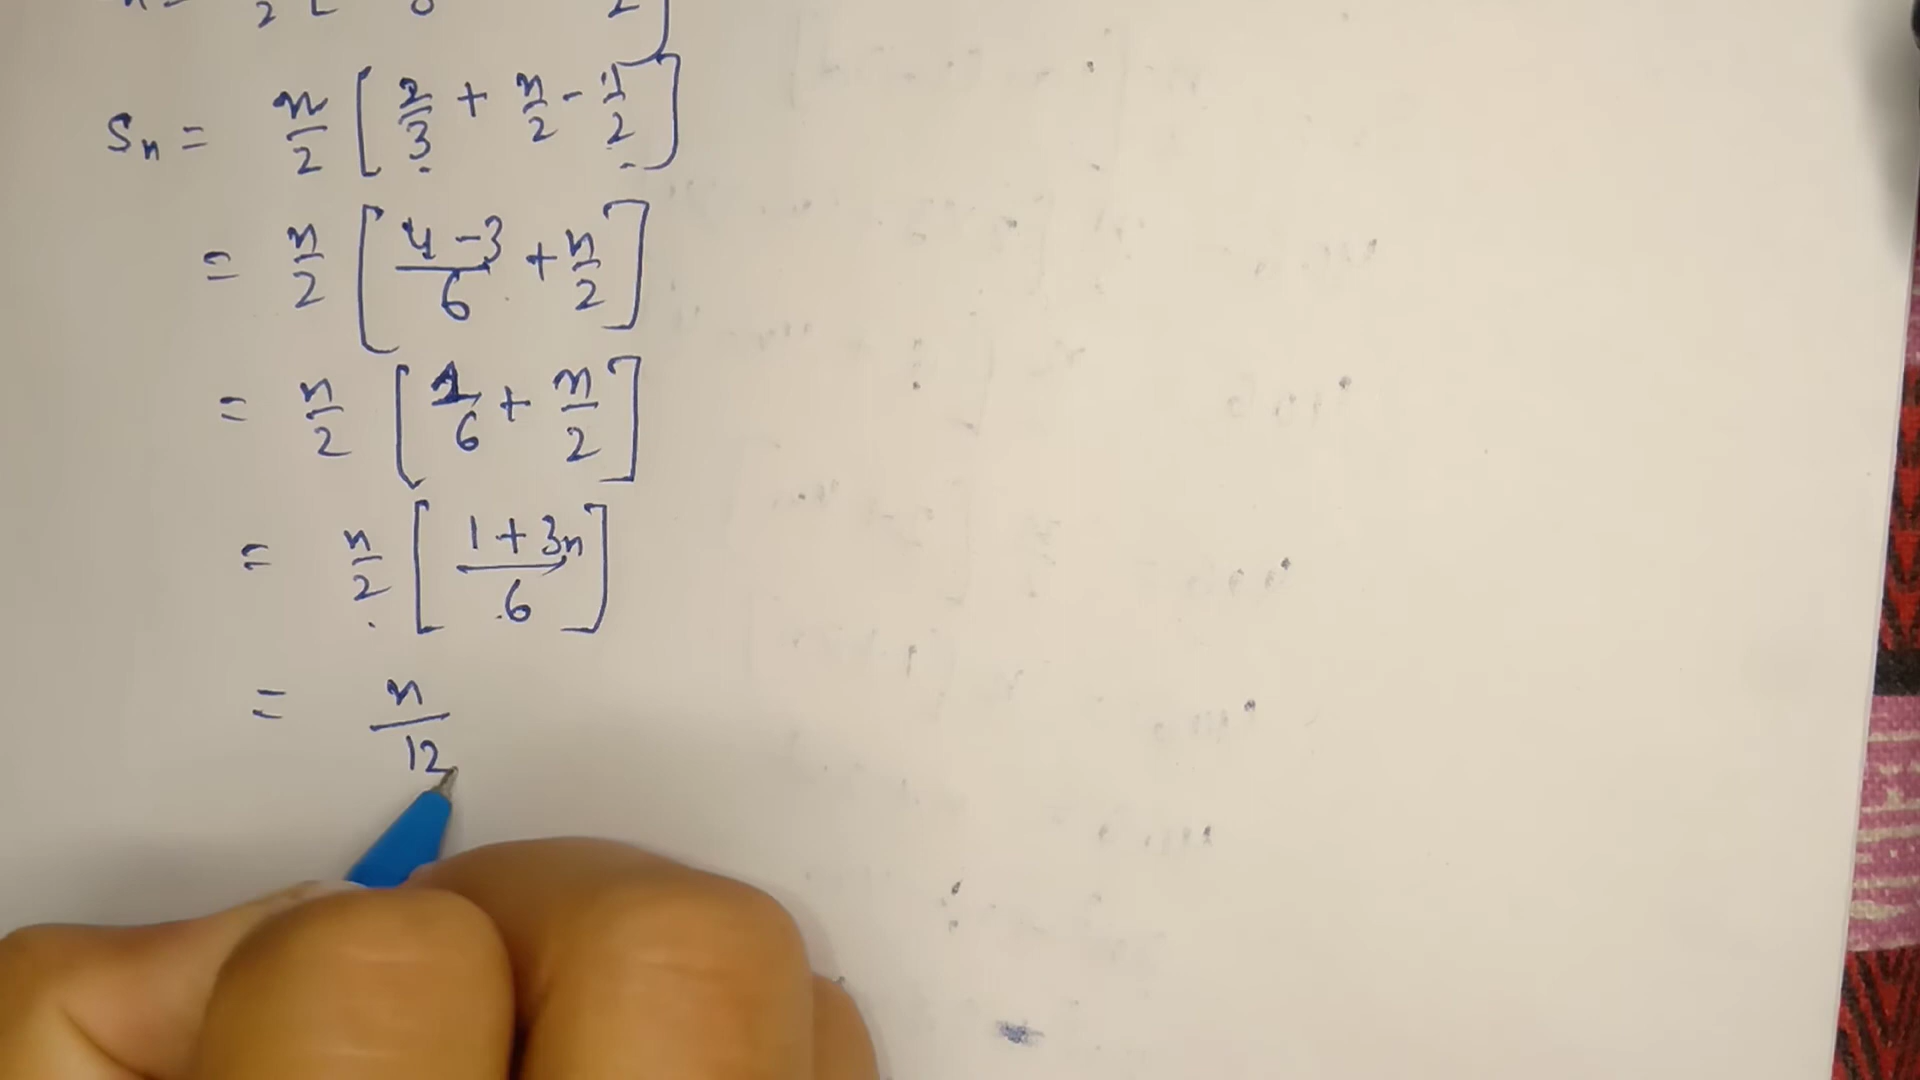 Sn = n/2 [ 2/3 + n/2 - 1/2 ]
= n/2 [ (4-3)/6 + n/2 ]
= n/2 [ 1/6 + n/2 ]
= n/2 [ (1+3n)/6 ]
= n/12